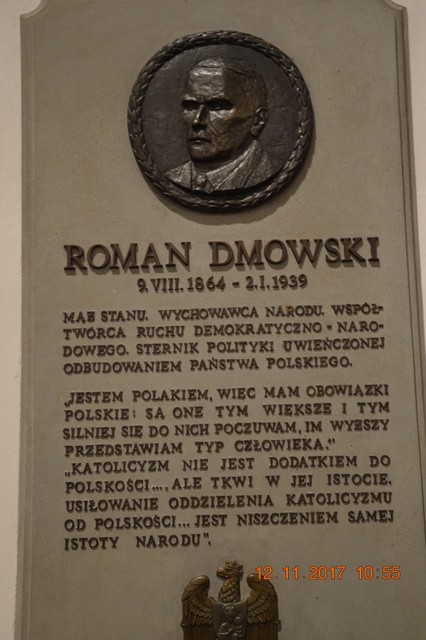 ROMAN DMOWSKI
9.VIII.1864 - 2.I.1939
MĄŻ STANU. WYCHOWAWCA NARODU. WSPÓŁ-
TWÓRCA RUCHU DEMOKRATYCZNO-NARO-
DOWEGO. STERNIK POLITYKI UWIEŃCZONEJ
ODBUDOWANIEM PAŃSTWA POLSKIEGO.
„JESTEM POLAKIEM, WIĘC MAM OBOWIĄZKI
POLSKIE: SĄ ONE TYM WIĘKSZE I TYM
SILNIEJ SIĘ DO NICH POCZUWAM, IM WYŻSZY
PRZEDSTAWIAM TYP CZŁOWIEKA."
„KATOLICYZM NIE JEST DODATKIEM DO
POLSKOŚCI..., ALE TKWI W JEJ ISTOCIE.
USIŁOWANIE ODDZIELENIA KATOLICYZMU
OD POLSKOŚCI... JEST NISZCZENIEM SAMEJ
ISTOTY NARODU".
12.11.2017 10:55